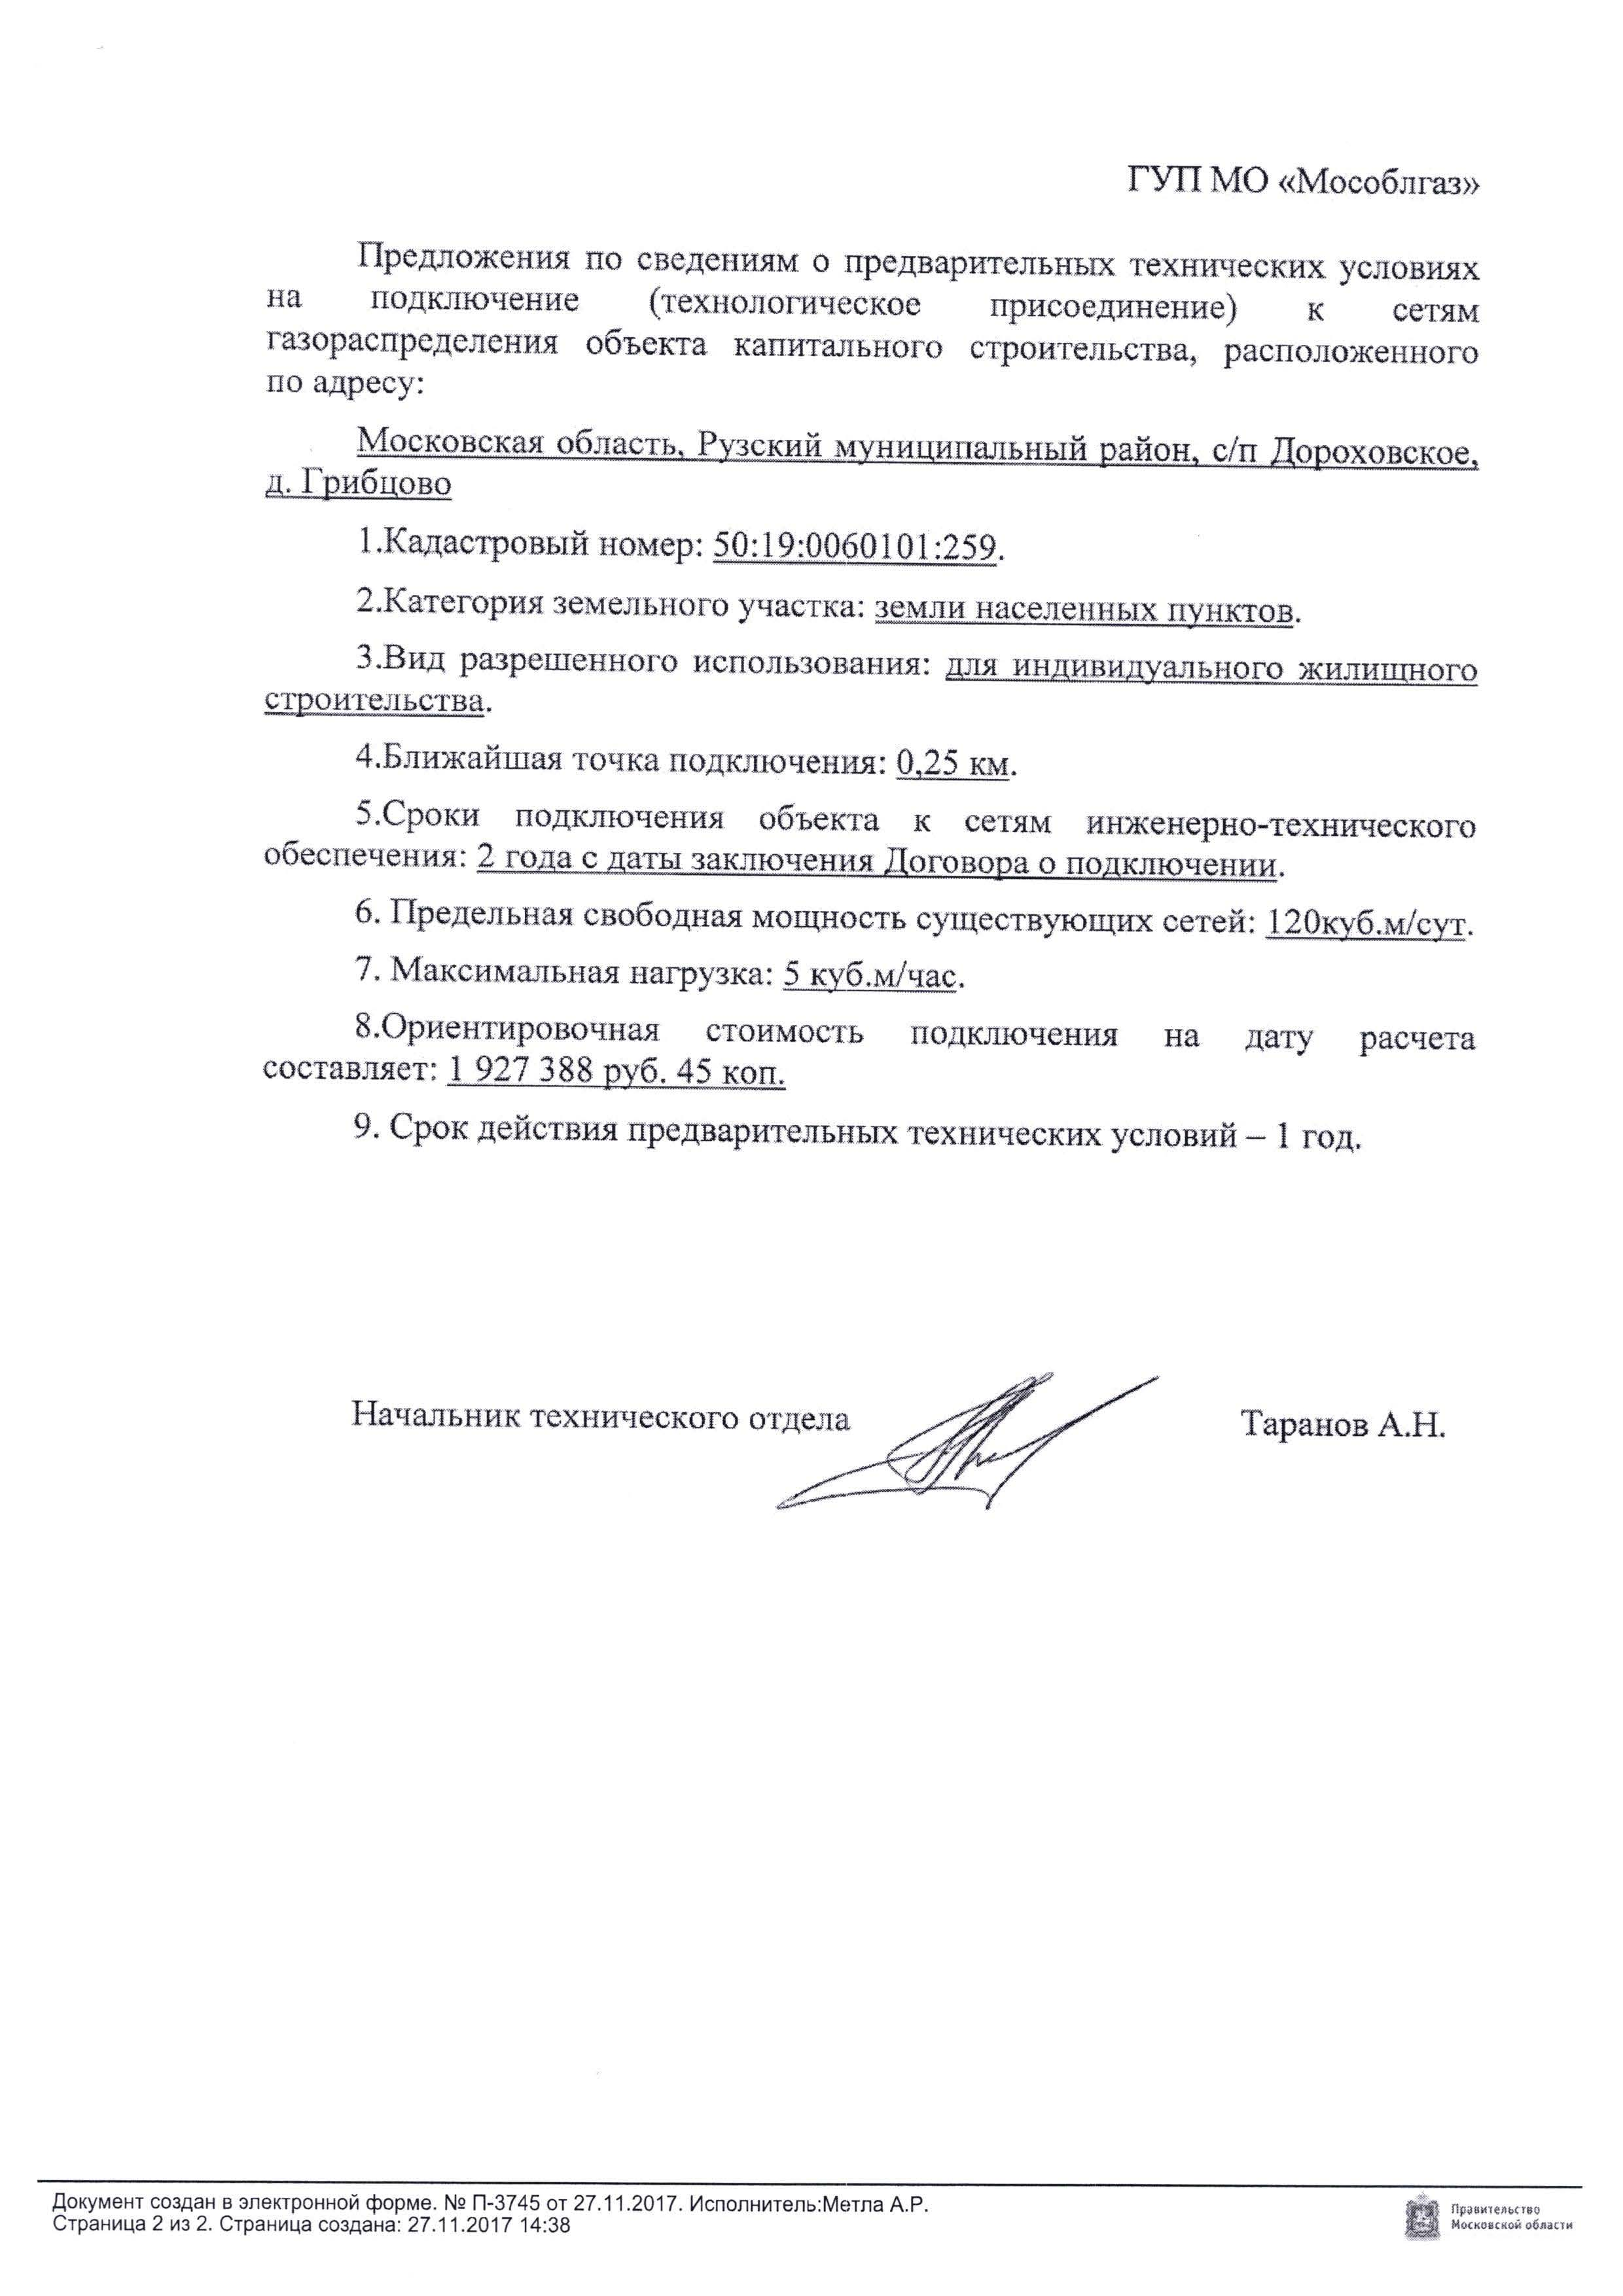 ГУП МО «Мособлгаз»
Предложения по сведениям о предварительных технических условиях
на подключение (технологическое присоединение) к сетям
газораспределения объекта капитального строительства, расположенного
по адресу:
Московская область, Рузский муниципальный район, с/п Дороховское,
д. Грибцово
1.Кадастровый номер: 50:19:0060101:259.
2.Категория земельного участка: земли населенных пунктов.
3.Вид разрешенного использования: для индивидуального жилищного
строительства.
4.Ближайшая точка подключения: 0,25 км.
5.Сроки подключения объекта к сетям инженерно-технического
обеспечения: 2 года с даты заключения Договора о подключении.
6. Предельная свободная мощность существующих сетей: 120куб.м/сут.
7. Максимальная нагрузка: 5 куб.м/час.
8.Ориентировочная стоимость подключения на дату расчета
составляет: 1 927 388 руб. 45 коп.
9. Срок действия предварительных технических условий – 1 год.
Начальник технического отдела Таранов А.Н.
Документ создан в электронной форме. № П-3745 от 27.11.2017. Исполнитель:Метла А.Р.
Страница 2 из 2. Страница создана: 27.11.2017 14:38
Правительство
Московской области